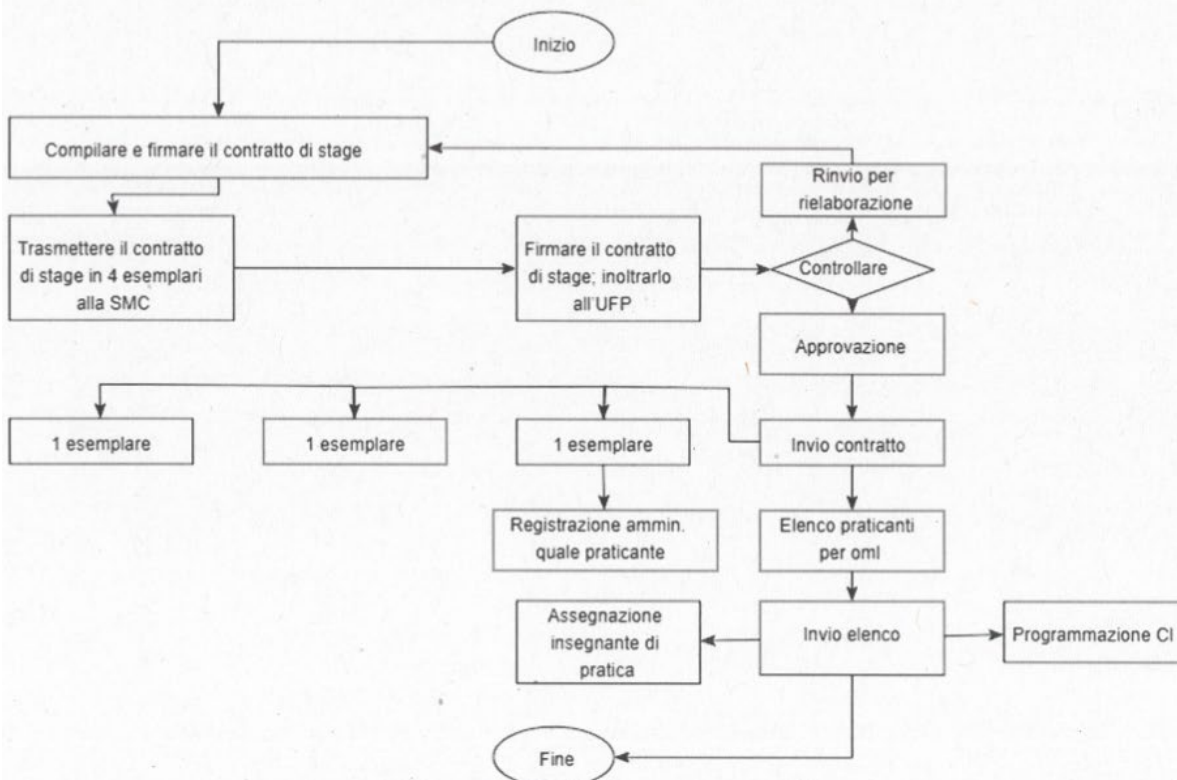 Inizio
Compilare e firmare il contratto di stage
Rinvio per
rielaborazione
Trasmettere il contratto
di stage in 4 esemplari
alla SMC
Firmare il contratto
di stage; inoltrarlo
all'UFP
Controllare
Approvazione
1 esemplare
1 esemplare
1 esemplare
Invio contratto
Registrazione ammin.
quale praticante
Elenco praticanti
per oml
Assegnazione
insegnante di
pratica
Invio elenco
Programmazione CI
Fine